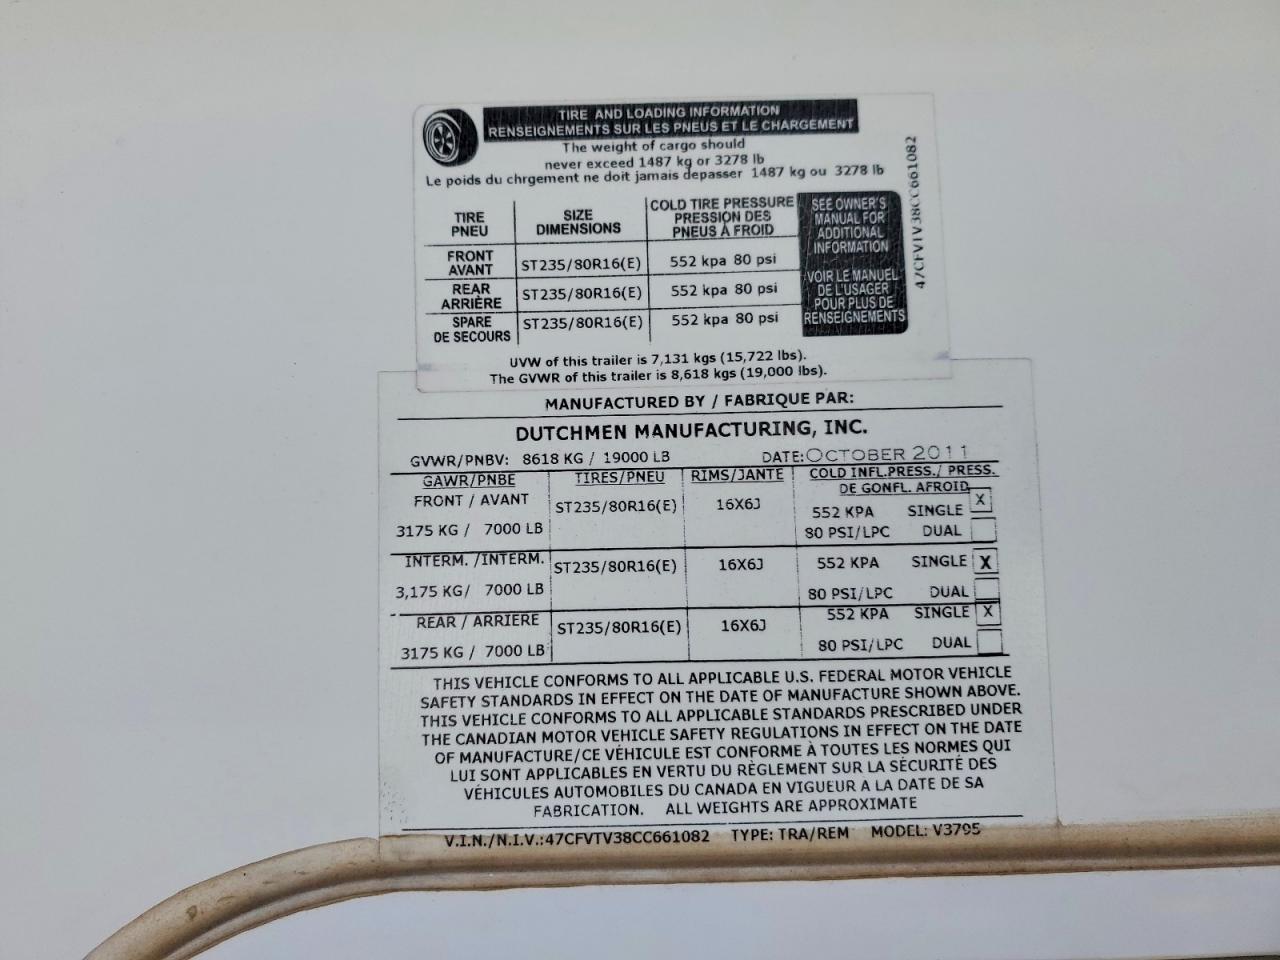 TIRE AND LOADING INFORMATION
RENSEIGNEMENTS SUR LES PNEUS ET LE CHARGEMENT
The weight of cargo should
never exceed 1487 kg or 3278 lb
Le poids du chrgement ne doit jamais depasser 1487 kg ou 3278 lb
TIRE PNEU SIZE DIMENSIONS COLD TIRE PRESSURE PRESSION DES PNEUS À FROID
FRONT AVANT ST235/80R16(E) 552 kpa 80 psi
REAR ARRIÈRE ST235/80R16(E) 552 kpa 80 psi
SPARE DE SECOURS ST235/80R16(E) 552 kpa 80 psi
SEE OWNER'S
MANUAL FOR
ADDITIONAL
INFORMATION
VOIR LE MANUEL
DE L'USAGER
POUR PLUS DE
RENSEIGNEMENTS
47CFVTV38CC661082
UVW of this trailer is 7,131 kgs (15,722 lbs).
The GVWR of this trailer is 8,618 kgs (19,000 lbs).
MANUFACTURED BY / FABRIQUE PAR:
DUTCHMEN MANUFACTURING, INC.
GVWR/PNBV: 8618 KG / 19000 LB DATE: OCTOBER 2011
GAWR/PNBE TIRES/PNEU RIMS/JANTE COLD INFL.PRESS./ PRESS.
DE GONFL. AFROID
FRONT / AVANT ST235/80R16(E) 16X6J 552 KPA SINGLE X
3175 KG / 7000 LB 80 PSI/LPC DUAL
INTERM. /INTERM. ST235/80R16(E) 16X6J 552 KPA SINGLE X
3,175 KG/ 7000 LB 80 PSI/LPC DUAL
REAR / ARRIERE ST235/80R16(E) 16X6J 552 KPA SINGLE X
3175 KG / 7000 LB 80 PSI/LPC DUAL
THIS VEHICLE CONFORMS TO ALL APPLICABLE U.S. FEDERAL MOTOR VEHICLE
SAFETY STANDARDS IN EFFECT ON THE DATE OF MANUFACTURE SHOWN ABOVE.
THIS VEHICLE CONFORMS TO ALL APPLICABLE STANDARDS PRESCRIBED UNDER
THE CANADIAN MOTOR VEHICLE SAFETY REGULATIONS IN EFFECT ON THE DATE
OF MANUFACTURE/CE VÉHICULE EST CONFORME À TOUTES LES NORMES QUI
LUI SONT APPLICABLES EN VERTU DU RÈGLEMENT SUR LA SÉCURITÉ DES
VÉHICULES AUTOMOBILES DU CANADA EN VIGUEUR A LA DATE DE SA
FABRICATION. ALL WEIGHTS ARE APPROXIMATE
V.I.N./N.I.V.:47CFVTV38CC661082 TYPE: TRA/REM MODEL: V3795